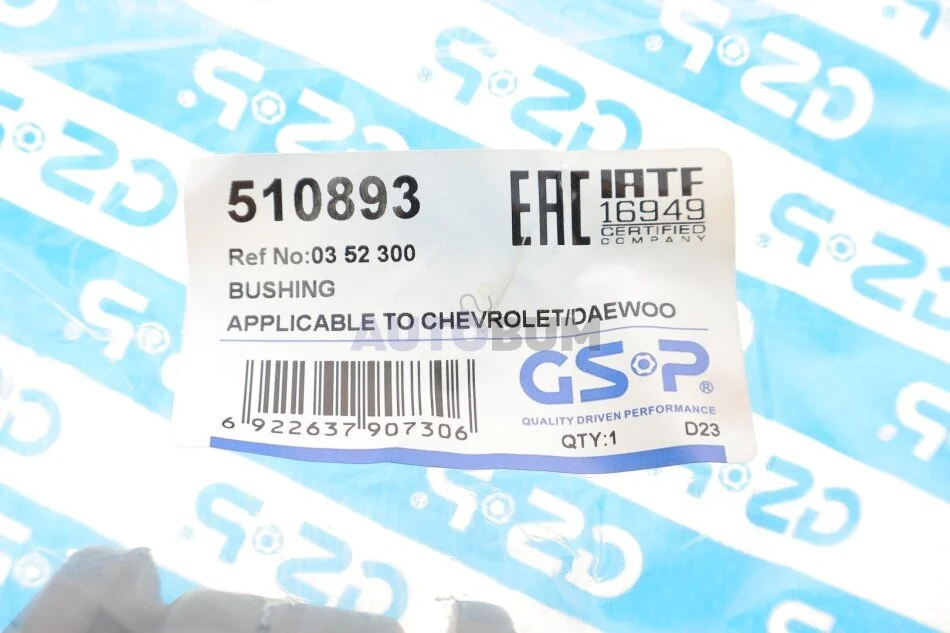 510893
EAC
IATF
16949
CERTIFIED
COMPANY
Ref No:03 52 300
BUSHING
APPLICABLE TO CHEVROLET/DAEWOO
AUTOBUM
GSP®
QUALITY DRIVEN PERFORMANCE
6 922637 907306
QTY:1
D23